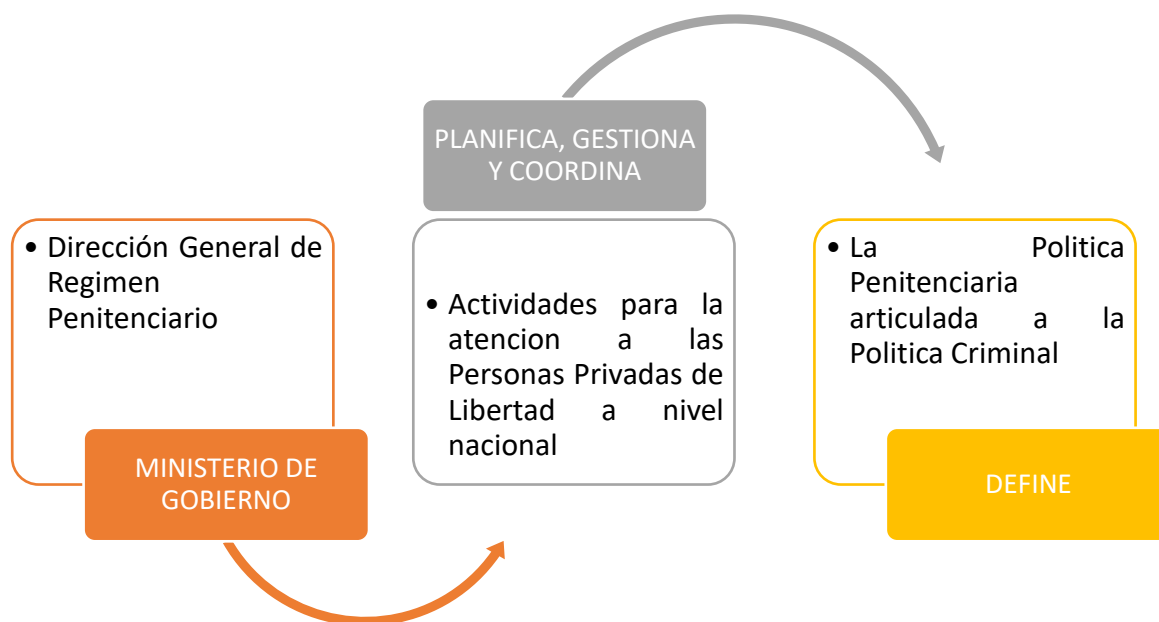 • Dirección General de
Regimen
Penitenciario
MINISTERIO DE
GOBIERNO
PLANIFICA, GESTIONA
Y COORDINA
• Actividades para la
atencion a las
Personas Privadas de
Libertad a nivel
nacional
• La Politica
Penitenciaria
articulada a la
Politica Criminal
DEFINE